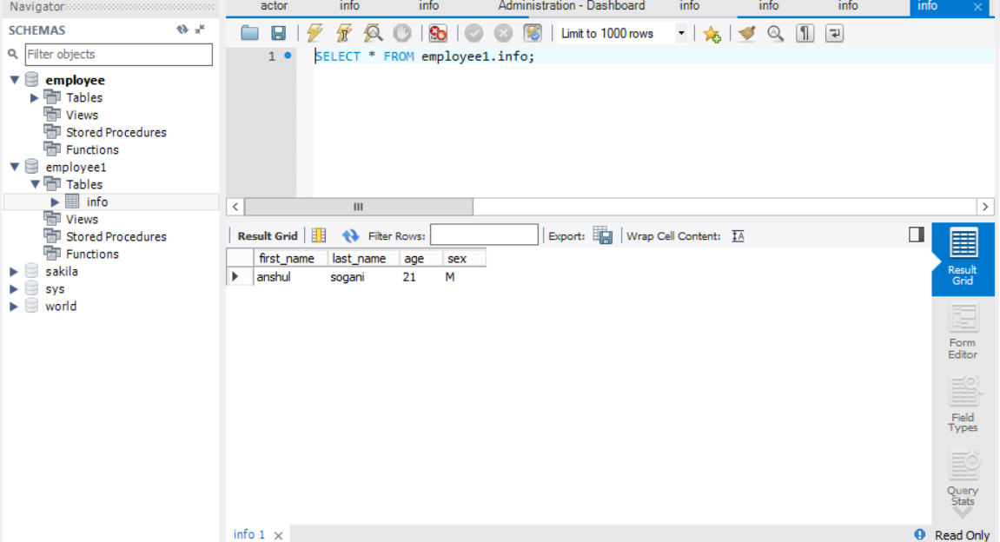 Navigator
SCHEMAS
Filter objects
employee
Tables
Views
Stored Procedures
Functions
employee1
Tables
info
Views
Stored Procedures
Functions
sakila
sys
world
actor info info Administration - Dashboard info info info info
Limit to 1000 rows
1 SELECT * FROM employee1.info;
Result Grid Filter Rows: Export: Wrap Cell Content: IA
first_name last_name age sex
anshul sogani 21 M
Result
Grid
Form
Editor
Field
Types
Query
Stats
info 1
Read Only